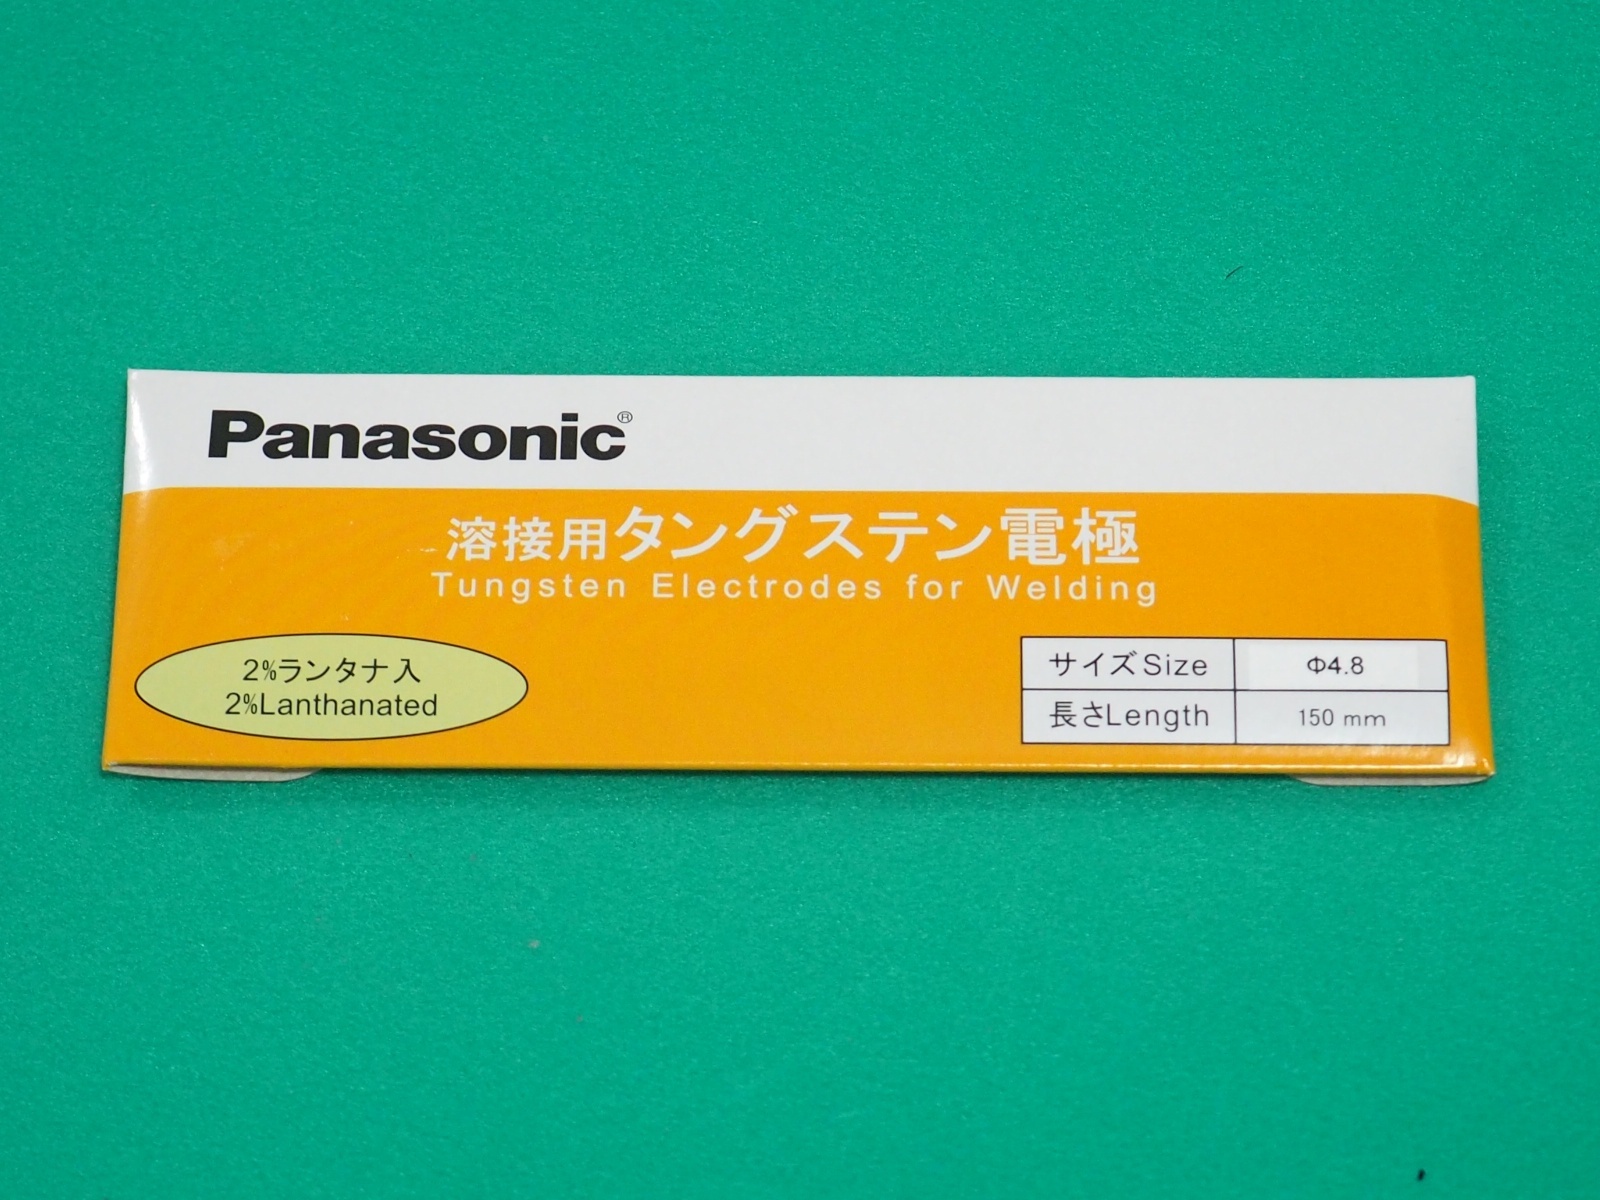 Panasonic®
溶接用タングステン電極
Tungsten Electrodes for Welding
2%ランタナ入
2%Lanthanated
サイズSize Φ4.8
長さLength 150 mm